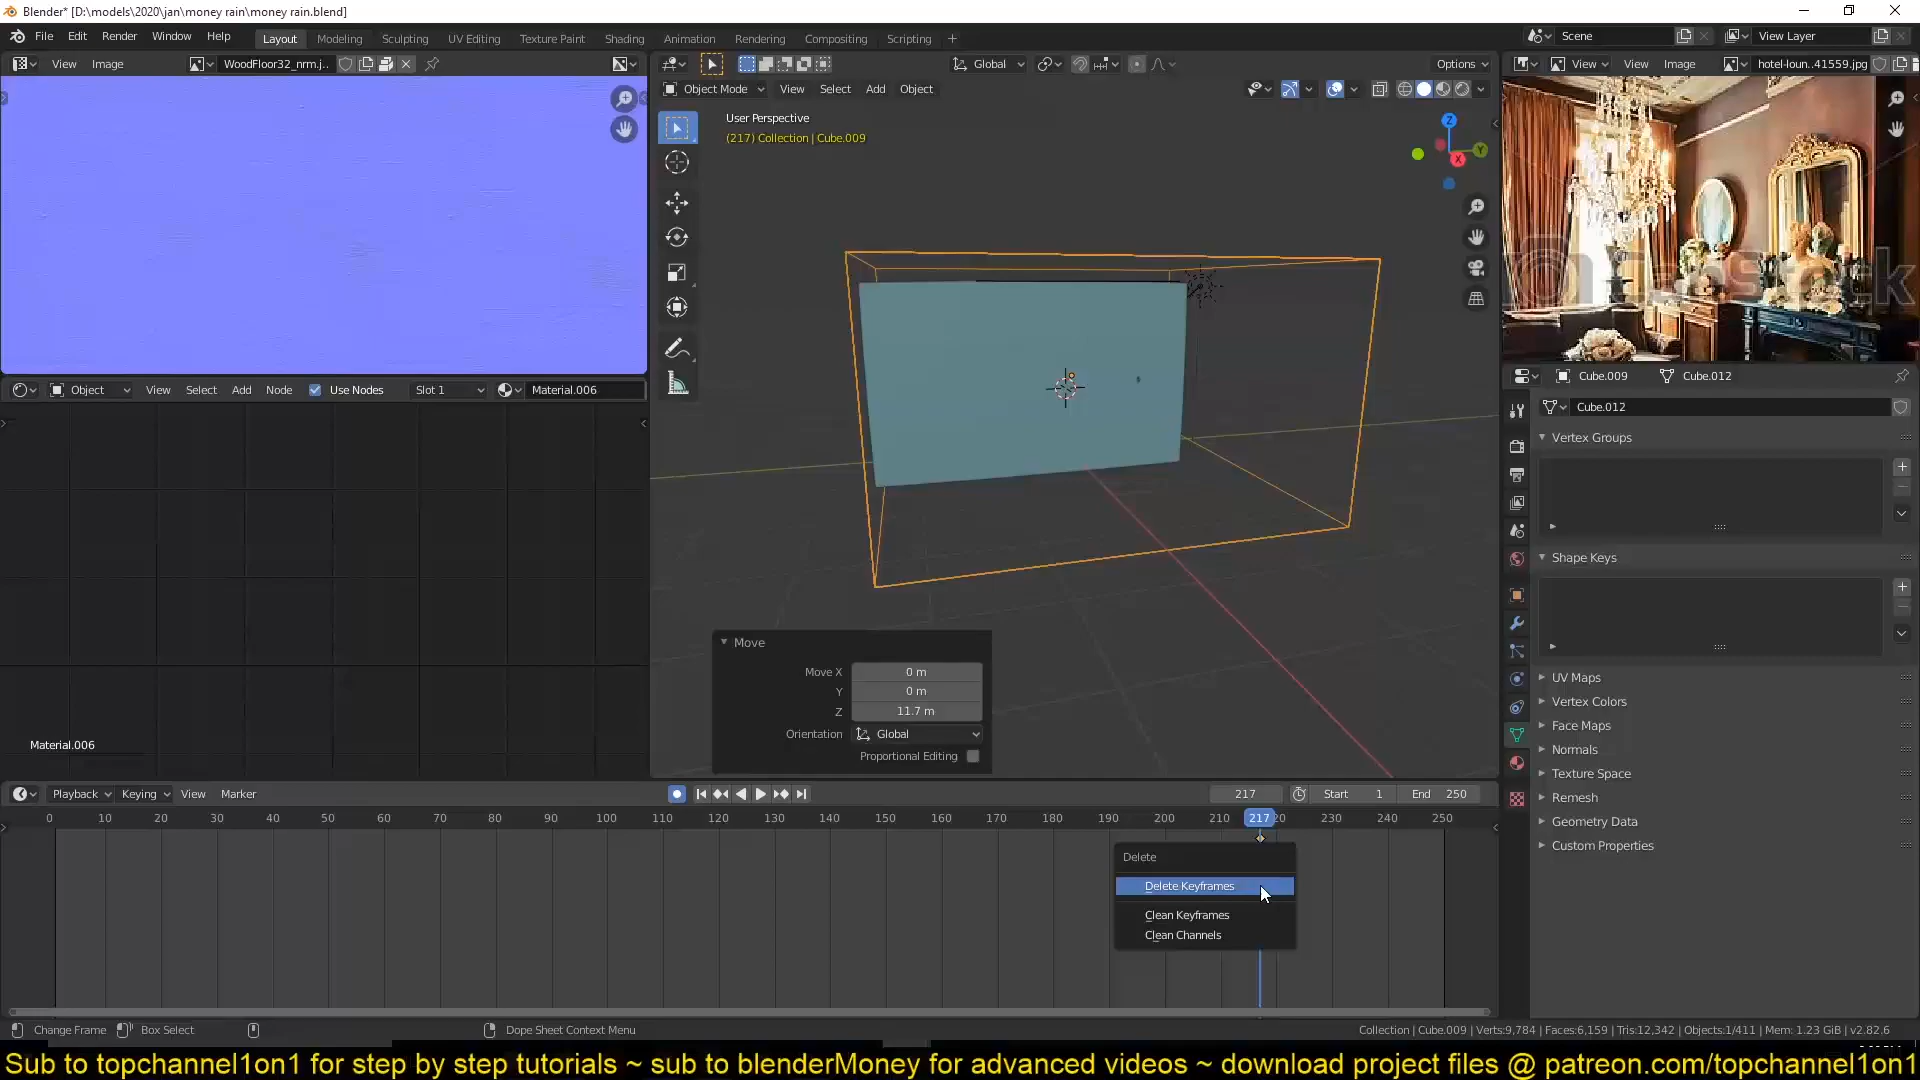 Blender* [D:\models\2020\jan\money rain\money rain.blend]
File Edit Render Window Help
Layout Modeling Sculpting UV Editing Texture Paint Shading Animation Rendering Compositing Scripting +
Scene View Layer
View Image WoodFloor32_nrm.j..
Global Options
View View Image hotel-loun..41559.jpg
Object Mode View Select Add Object
User Perspective
(217) Collection | Cube.009
Z
Y
X
Object View Select Add Node Use Nodes Slot 1 Material.006
Cube.009 Cube.012
Cube.012
Vertex Groups
Shape Keys
UV Maps
Vertex Colors
Face Maps
Normals
Texture Space
Remesh
Geometry Data
Custom Properties
Move
Move X 0 m
Y 0 m
Z 11.7 m
Orientation Global
Proportional Editing
Material.006
Playback Keying View Marker 217 Start 1 End 250
0 10 20 30 40 50 60 70 80 90 100 110 120 130 140 150 160 170 180 190 200 210 217 20 230 240 250
Delete
Delete Keyframes
Clean Keyframes
Clean Channels
Change Frame Box Select Dope Sheet Context Menu
Collection | Cube.009 | Verts:9,784 | Faces:6,159 | Tris:12,342 | Objects:1/411 | Mem: 1.23 GiB | v2.82.6
Sub to topchannel1on1 for step by step tutorials ~ sub to blenderMoney for advanced videos ~ download project files @ patreon.com/topchannel1on1